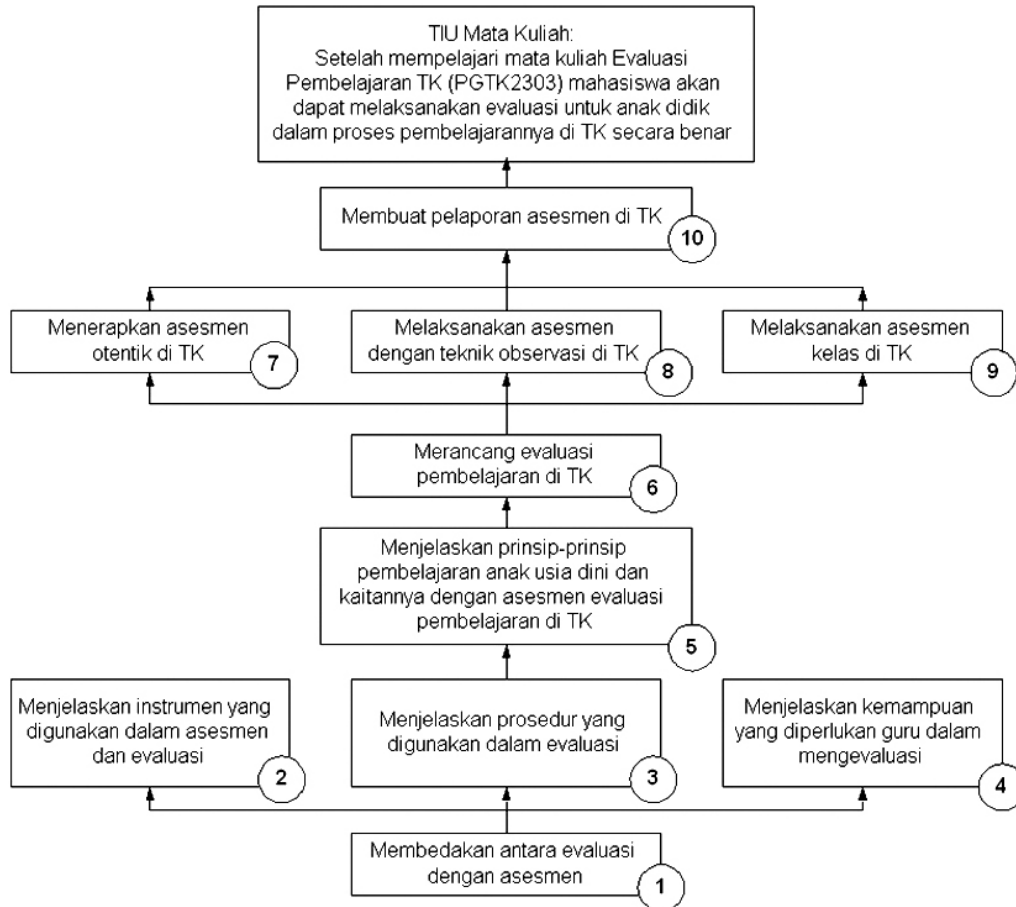 TIU Mata Kuliah:
Setelah mempelajari mata kuliah Evaluasi
Pembelajaran TK (PGTK2303) mahasiswa akan
dapat melaksanakan evaluasi untuk anak didik
dalam proses pembelajarannya di TK secara benar
Membuat pelaporan asesmen di TK
10
Menerapkan asesmen
otentik di TK
7
Melaksanakan asesmen
dengan teknik observasi di TK
8
Melaksanakan asesmen
kelas di TK
9
Merancang evaluasi
pembelajaran di TK
6
Menjelaskan prinsip-prinsip
pembelajaran anak usia dini dan
kaitannya dengan asesmen evaluasi
pembelajaran di TK
5
Menjelaskan instrumen yang
digunakan dalam asesmen
dan evaluasi
2
Menjelaskan prosedur yang
digunakan dalam evaluasi
3
Menjelaskan kemampuan
yang diperlukan guru dalam
mengevaluasi
4
Membedakan antara evaluasi
dengan asesmen
1